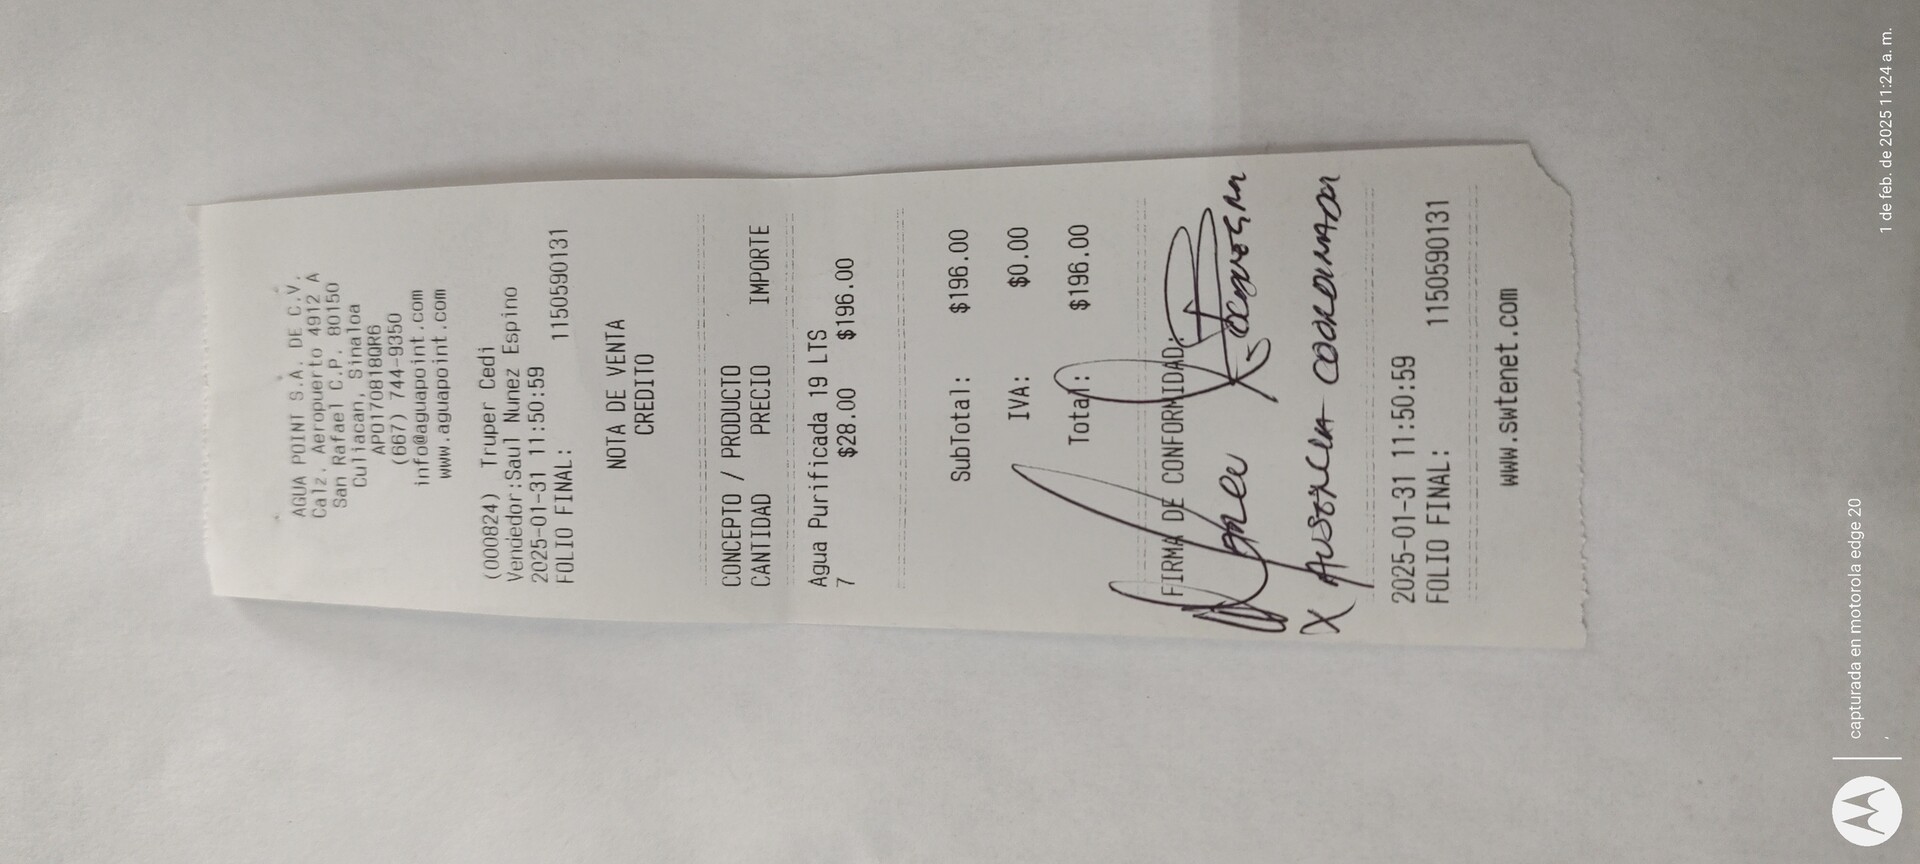 AGUA POINT S.A. DE C.V.
Calz. Aeropuerto 4912 A
San Rafael C.P. 80150
Culiacan, Sinaloa
APO170818QR6
(667) 744-9350
info@aguapoint.com
www.aguapoint.com
(000824) Truper Cedi
Vendedor:Saul Nunez Espino
2025-01-31 11:50:59
FOLIO FINAL: 1150590131
NOTA DE VENTA
CREDITO
CONCEPTO / PRODUCTO
CANTIDAD PRECIO IMPORTE
Agua Purificada 19 LTS
7 $28.00 $196.00
SubTotal: $196.00
IVA: $0.00
Total: $196.00
FIRMA DE CONFORMIDAD:
X
2025-01-31 11:50:59
FOLIO FINAL: 1150590131
www.swtenet.com
capturada en motorola edge 20
1 de feb. de 2025 11:24 a. m.